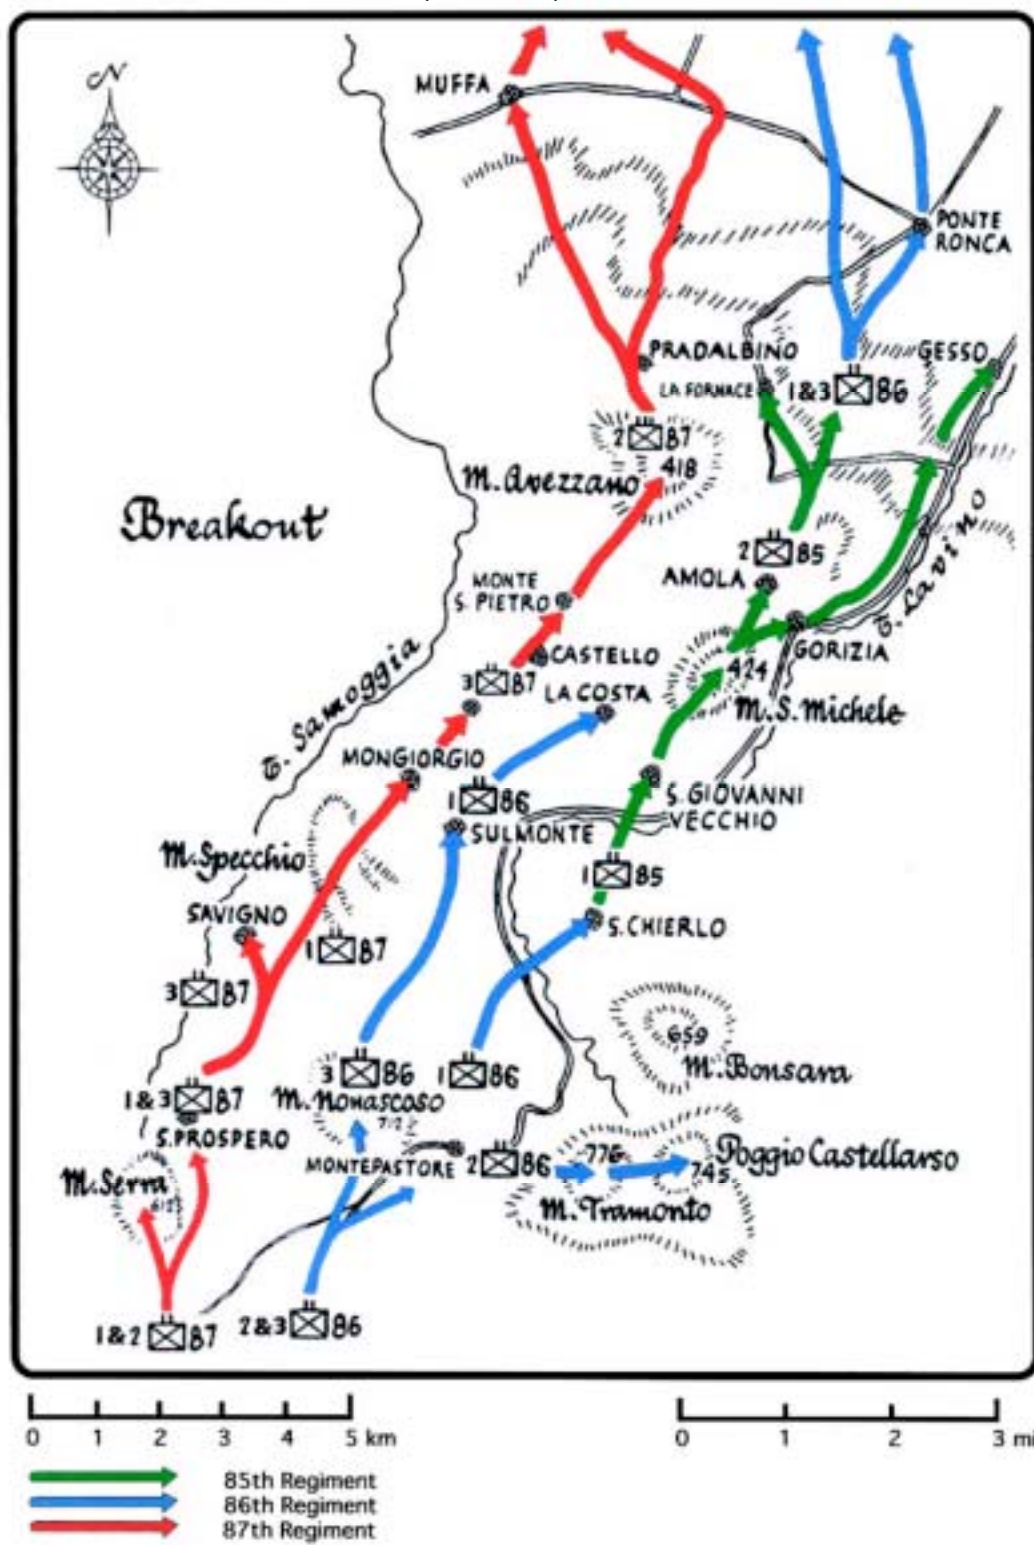 N
MUFFA
PONTE
RONCA
PRADALBINO
LA FORNACE
1&3 86
GESSO
2 87
418
M. Avezzano
Breakout
2 85
AMOLA
T. Lavino
MONTE
S. PIETRO
GORIZIA
CASTELLO
424
3 87
LA COSTA
M. S. Michele
T. Samoggia
MONGIORGIO
1 86
S. GIOVANNI
VECCHIO
SULMONTE
M. Specchio
1 85
SAVIGNO
S. CHIERLO
1 87
3 87
659
M. Bonsara
3 86
1 86
1&3 87
M. Nonascoso
712
S. PROSPERO
MONTEPASTORE
2 86
776
745
Poggio Castellarso
M. Serra
612
M. Tramonto
1&2 87
2&3 86
0 1 2 3 4 5 km
0 1 2 3 mi
85th Regiment
86th Regiment
87th Regiment